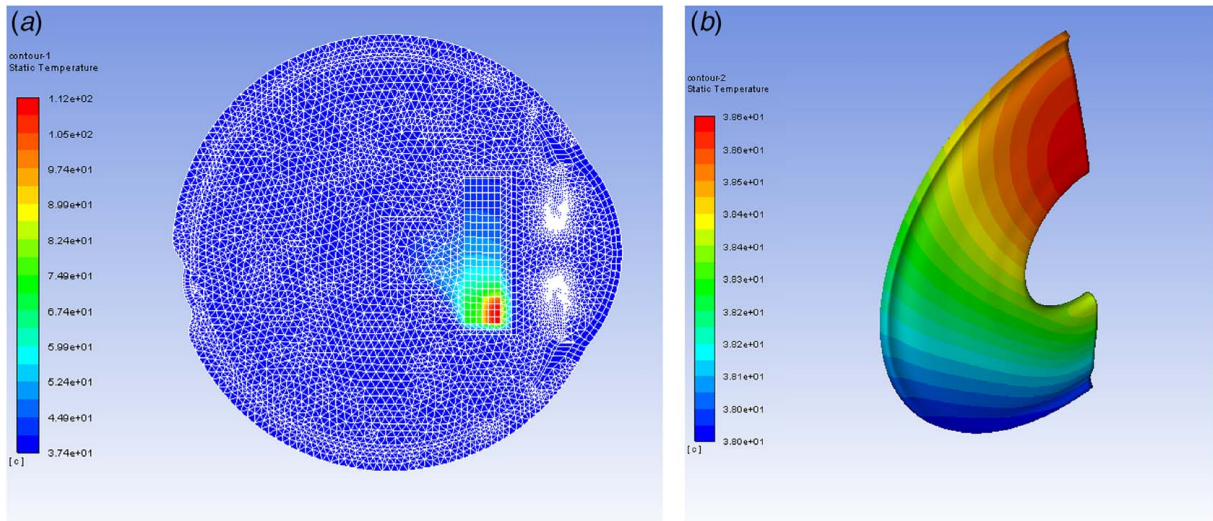 (a)
contour-1
Static Temperature
1.12e+02
1.05e+02
9.74e+01
8.99e+01
8.24e+01
7.49e+01
6.74e+01
5.99e+01
5.24e+01
4.49e+01
3.74e+01
[ c ]
(b)
contour-2
Static Temperature
3.86e+01
3.86e+01
3.85e+01
3.84e+01
3.84e+01
3.83e+01
3.82e+01
3.82e+01
3.81e+01
3.80e+01
3.80e+01
[ c ]